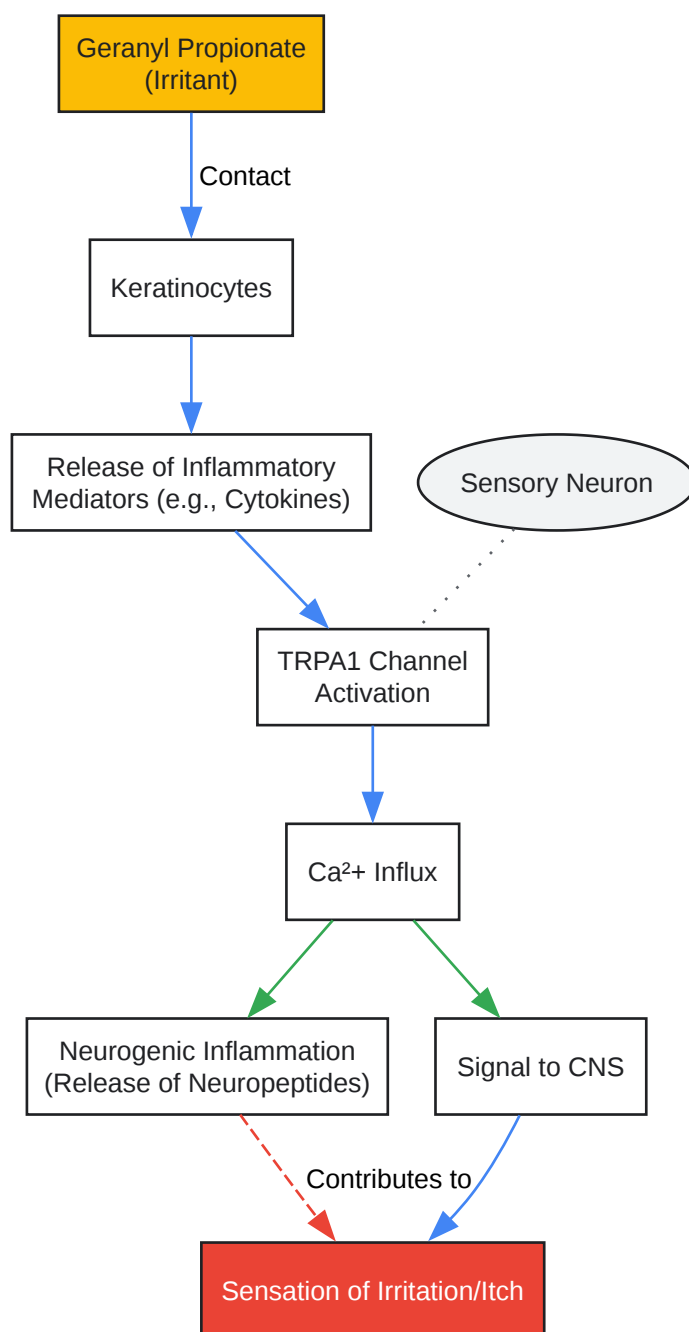 Geranyl Propionate
(Irritant)
Contact
Keratinocytes
Release of Inflammatory
Mediators (e.g., Cytokines)
Sensory Neuron
TRPA1 Channel
Activation
Ca²+ Influx
Neurogenic Inflammation
(Release of Neuropeptides)
Signal to CNS
Contributes to
Sensation of Irritation/Itch